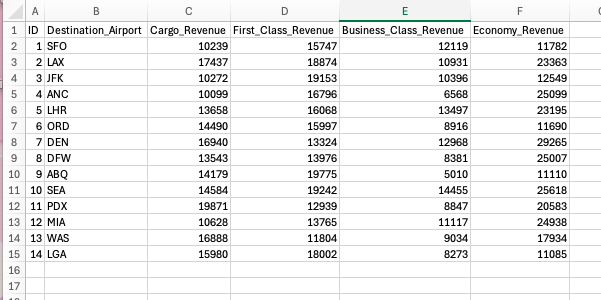 A B C D E F
1 ID Destination_Airport Cargo_Revenue First_Class_Revenue Business_Class_Revenue Economy_Revenue
2 1 SFO 10239 15747 12119 11782
3 2 LAX 17437 18874 10931 23363
4 3 JFK 10272 19153 10396 12549
5 4 ANC 10099 16796 6568 25099
6 5 LHR 13658 16068 13497 23195
7 6 ORD 14490 15997 8916 11690
8 7 DEN 16940 13324 12968 29265
9 8 DFW 13543 13976 8381 25007
10 9 ABQ 14179 19775 5010 11110
11 10 SEA 14584 19242 14455 25618
12 11 PDX 19871 12939 8847 20583
13 12 MIA 10628 13765 11117 24938
14 13 WAS 16888 11804 9034 17934
15 14 LGA 15980 18002 8273 11085
16
17